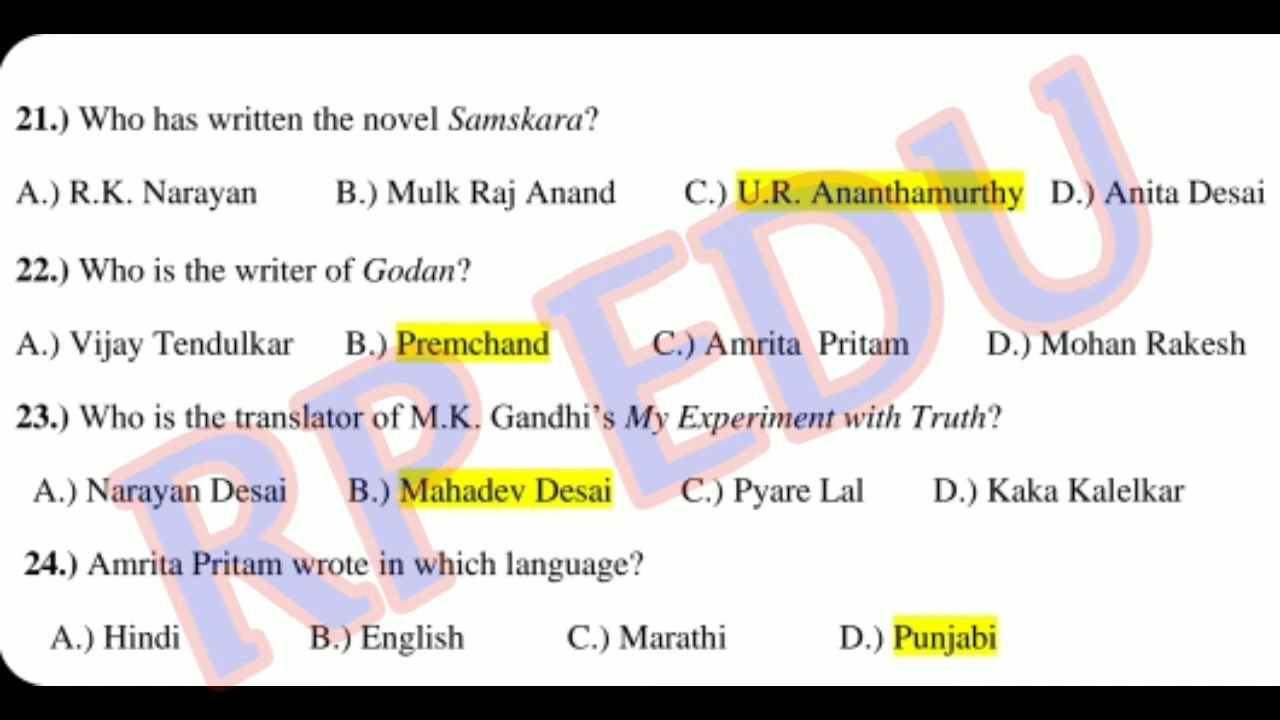 21.) Who has written the novel Samskara?
A.) R.K. Narayan B.) Mulk Raj Anand C.) U.R. Ananthamurthy D.) Anita Desai
22.) Who is the writer of Godan?
A.) Vijay Tendulkar B.) Premchand C.) Amrita Pritam D.) Mohan Rakesh
23.) Who is the translator of M.K. Gandhi's My Experiment with Truth?
A.) Narayan Desai B.) Mahadev Desai C.) Pyare Lal D.) Kaka Kalelkar
24.) Amrita Pritam wrote in which language?
A.) Hindi B.) English C.) Marathi D.) Punjabi
RP EDU